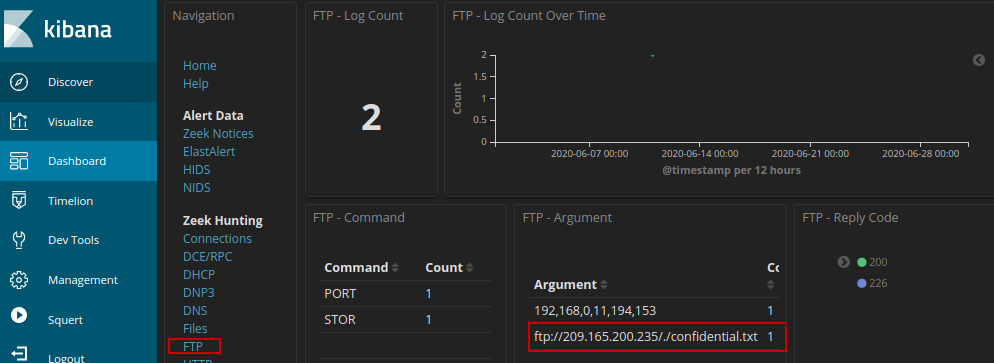 kibana
Discover
Visualize
Dashboard
Timelion
Dev Tools
Management
Squert
Logout
Navigation
Home
Help
Alert Data
Zeek Notices
ElastAlert
HIDS
NIDS
Zeek Hunting
Connections
DCE/RPC
DHCP
DNP3
DNS
Files
FTP
FTP - Log Count
2
FTP - Log Count Over Time
Count
2
1.5
1
0.5
0
2020-06-07 00:00 2020-06-14 00:00 2020-06-21 00:00 2020-06-28 00:00
@timestamp per 12 hours
FTP - Command
Command Count
PORT 1
STOR 1
FTP - Argument
Argument
192,168,0,11,194,153 1
ftp://209.165.200.235/./confidential.txt 1
FTP - Reply Code
200
226